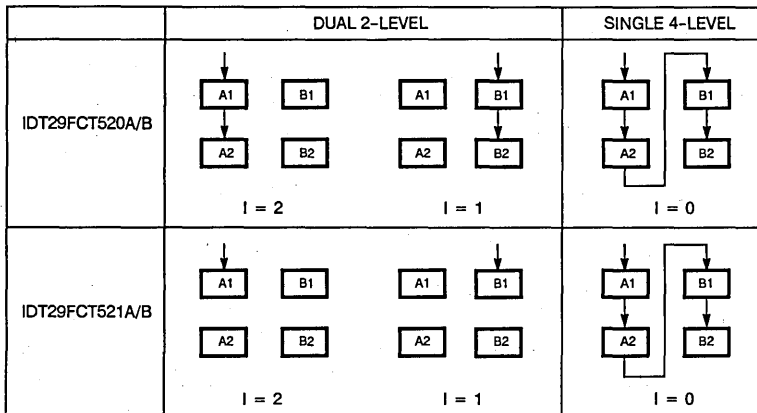 DUAL 2-LEVEL SINGLE 4-LEVEL
IDT29FCT520A/B
A1 B1 A1 B1 A1 B1
A2 B2 A2 B2 A2 B2
I = 2 I = 1 I = 0
IDT29FCT521A/B
A1 B1 A1 B1 A1 B1
A2 B2 A2 B2 A2 B2
I = 2 I = 1 I = 0